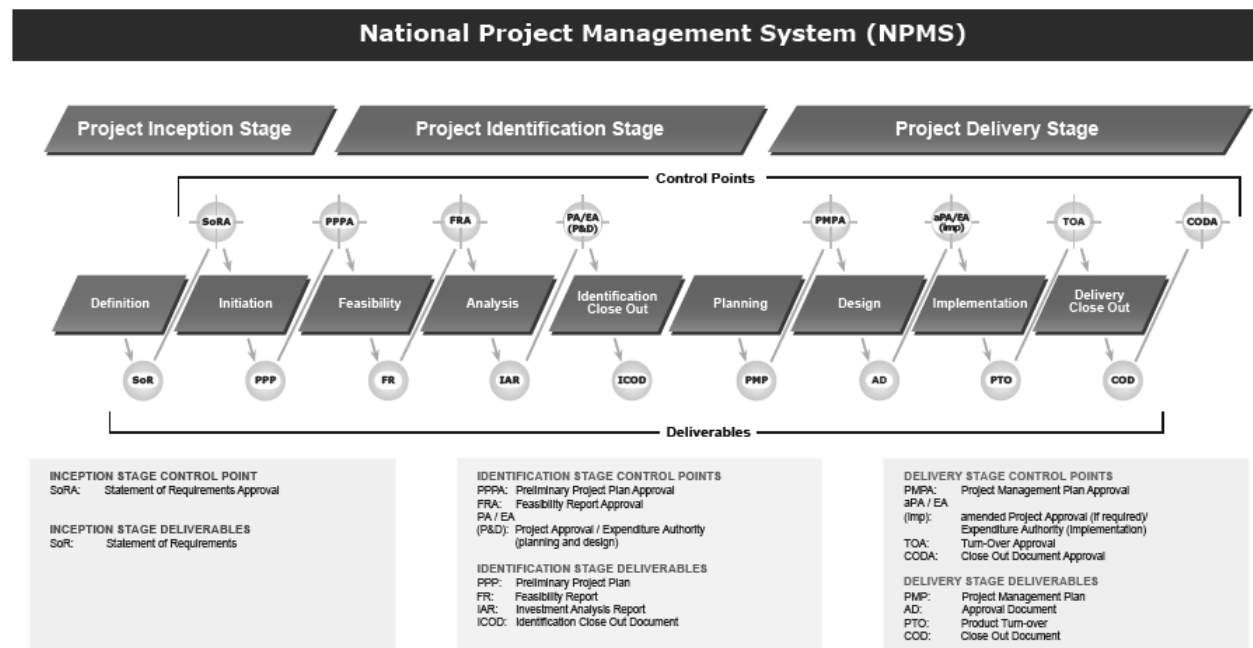 National Project Management System (NPMS)
Project Inception Stage
Project Identification Stage
Project Delivery Stage
Control Points
SoRA
PPPA
FRA
PA/EA
(P&D)
PMPA
aPA/EA
(imp)
TOA
CODA
Definition
Initiation
Feasibility
Analysis
Identification
Close Out
Planning
Design
Implementation
Delivery
Close Out
SoR
PPP
FR
IAR
ICOD
PMP
AD
PTO
COD
Deliverables
INCEPTION STAGE CONTROL POINT
SoRA: Statement of Requirements Approval
INCEPTION STAGE DELIVERABLES
SoR: Statement of Requirements
IDENTIFICATION STAGE CONTROL POINTS
PPPA: Preliminary Project Plan Approval
FRA: Feasibility Report Approval
PA / EA
(P&D): Project Approval / Expenditure Authority
(planning and design)
IDENTIFICATION STAGE DELIVERABLES
PPP: Preliminary Project Plan
FR: Feasibility Report
IAR: Investment Analysis Report
ICOD: Identification Close Out Document
DELIVERY STAGE CONTROL POINTS
PMPA: Project Management Plan Approval
aPA / EA
(Imp): amended Project Approval (if required)/
Expenditure Authority (Implementation)
TOA: Turn-Over Approval
CODA: Close Out Document Approval
DELIVERY STAGE DELIVERABLES
PMP: Project Management Plan
AD: Approval Document
PTO: Product Turn-over
COD: Close Out Document